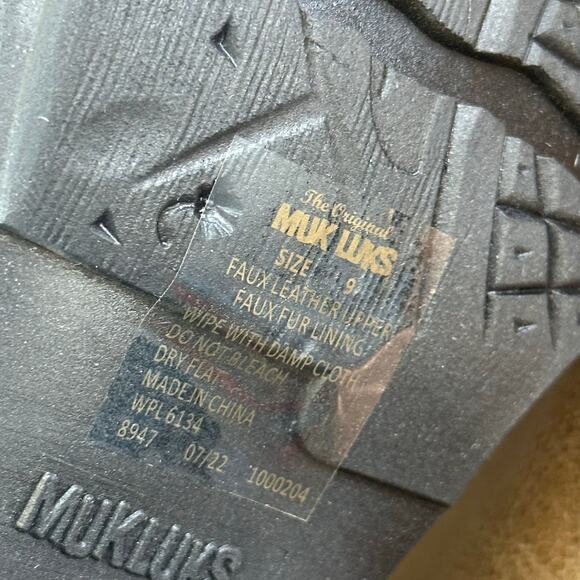 The Original
MUK LUKS
SIZE 9
FAUX LEATHER UPPER
FAUX FUR LINING
WIPE WITH DAMP CLOTH
DO NOT BLEACH
DRY FLAT
MADE IN CHINA
WPL 6134
8947 07/22 1000204
MUKLUKS